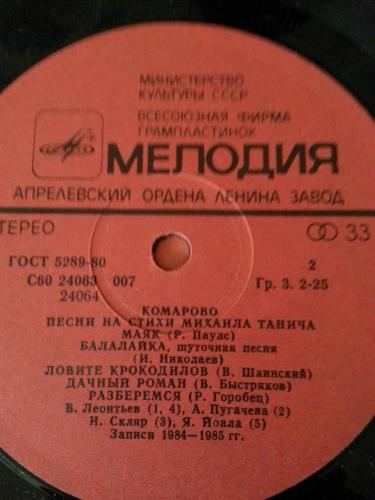 МИНИСТЕРСТВО
КУЛЬТУРЫ СССР
ВСЕСОЮЗНАЯ ФИРМА
ГРАМПЛАСТИНОК
МЕЛОДИЯ
АПРЕЛЕВСКИЙ ОРДЕНА ЛЕНИНА ЗАВОД
СТЕРЕО 33
ГОСТ 5289-80 2
С60 24063 007 Гр. 3. 2-25
24064
КОМАРОВО
ПЕСНИ НА СТИХИ МИХАИЛА ТАНИЧА
МАЯК (Р. Паулс)
БАЛАЛАЙКА, шуточная песня
(И. Николаев)
ЛОВИТЕ КРОКОДИЛОВ (В. Шаинский)
ДАЧНЫЙ РОМАН (В. Быстряков)
РАЗБЕРЕМСЯ (Р. Горобец)
В. Леонтьев (1, 4), А. Пугачева (2)
И. Скляр (3), Я. Йоала (5)
Записи 1984—1985 гг.